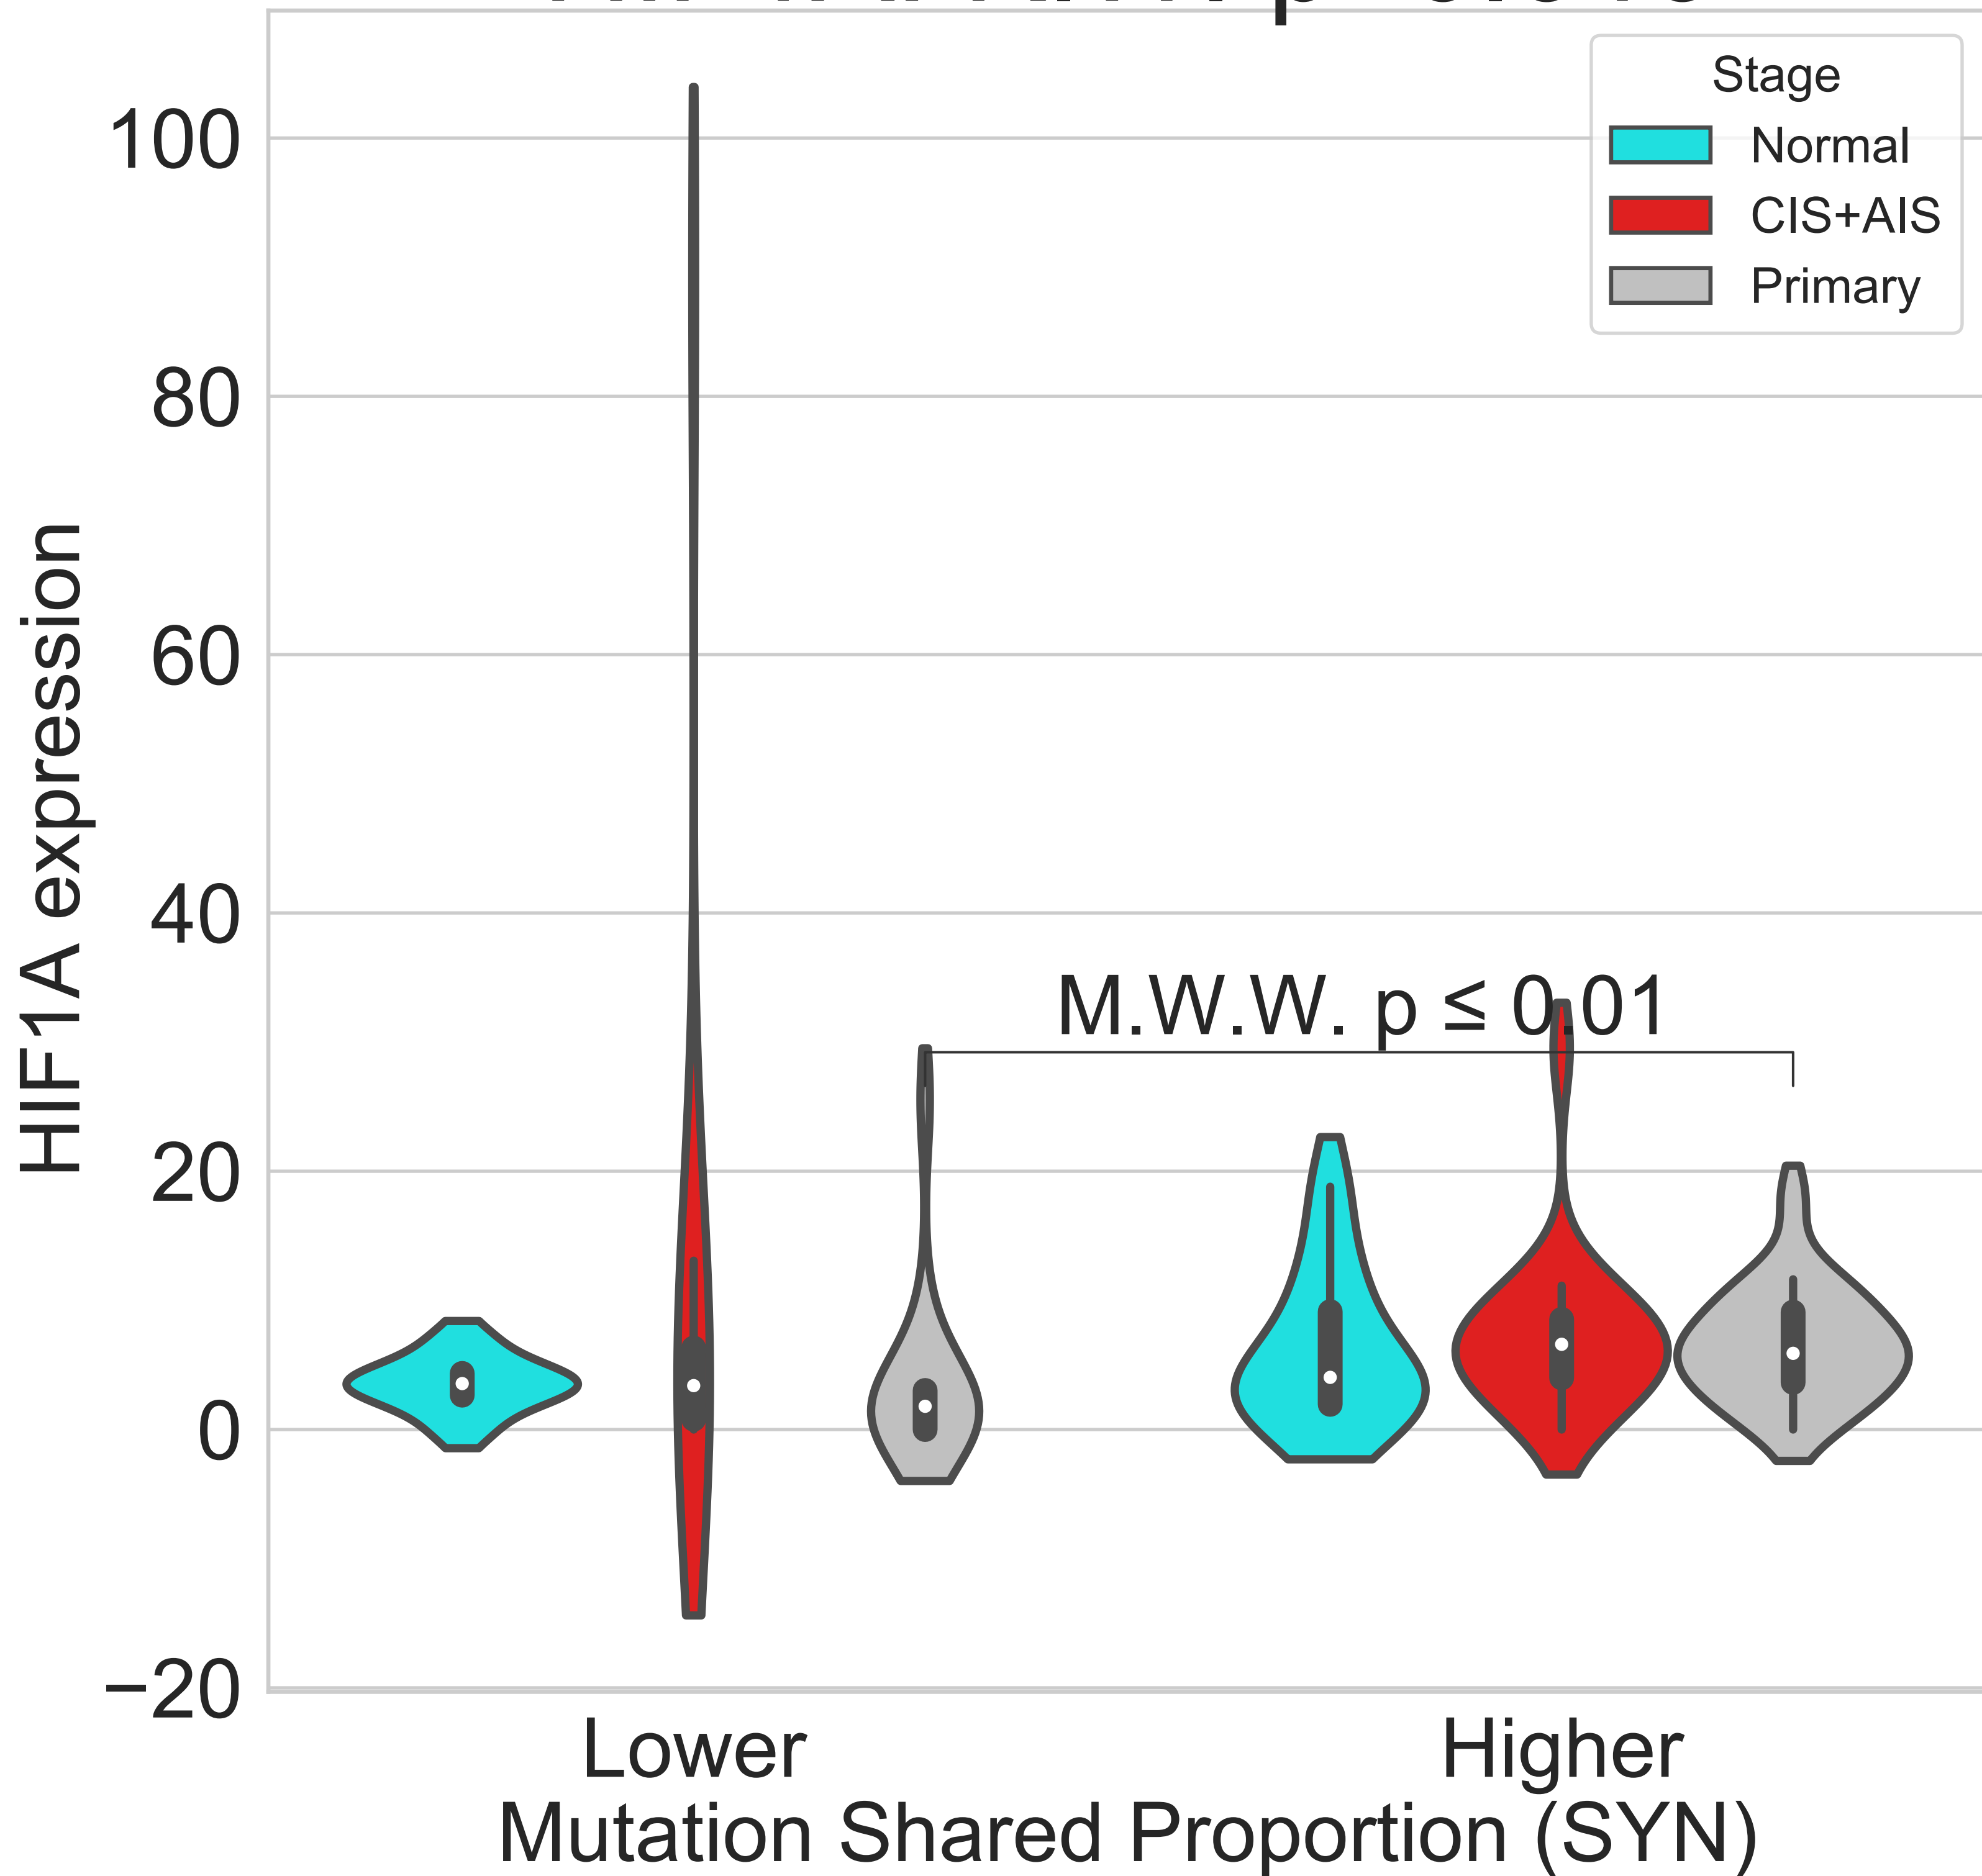 Stage
Normal
CIS+AIS
Primary
100
80
60
40
20
0
−20
HIF1A expression
M.W.W. p ≤ 0.01
Lower
Higher
Mutation Shared Proportion (SYN)